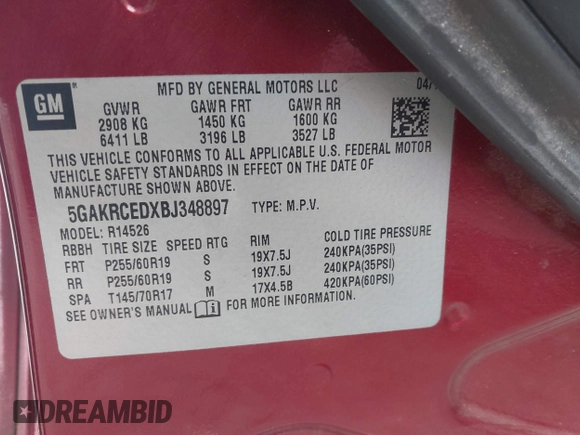 GM
®
MFD BY GENERAL MOTORS LLC
04/
GVWR GAWR FRT GAWR RR
2908 KG 1450 KG 1600 KG
6411 LB 3196 LB 3527 LB
THIS VEHICLE CONFORMS TO ALL APPLICABLE U.S. FEDERAL MOTOR
VEHICLE SAFETY STANDARDS IN EFFECT ON THE DATE OF
MANUFACTURE SHOWN ABOVE.
5GAKRCEDXBJ348897 TYPE: M.P.V.
MODEL: R14526
RBBH TIRE SIZE SPEED RTG RIM COLD TIRE PRESSURE
FRT P255/60R19 S 19X7.5J 240KPA(35PSI)
RR P255/60R19 S 19X7.5J 240KPA(35PSI)
SPA T145/70R17 M 17X4.5B 420KPA(60PSI)
SEE OWNER'S MANUAL FOR MORE INFORMATION.
DREAMBID